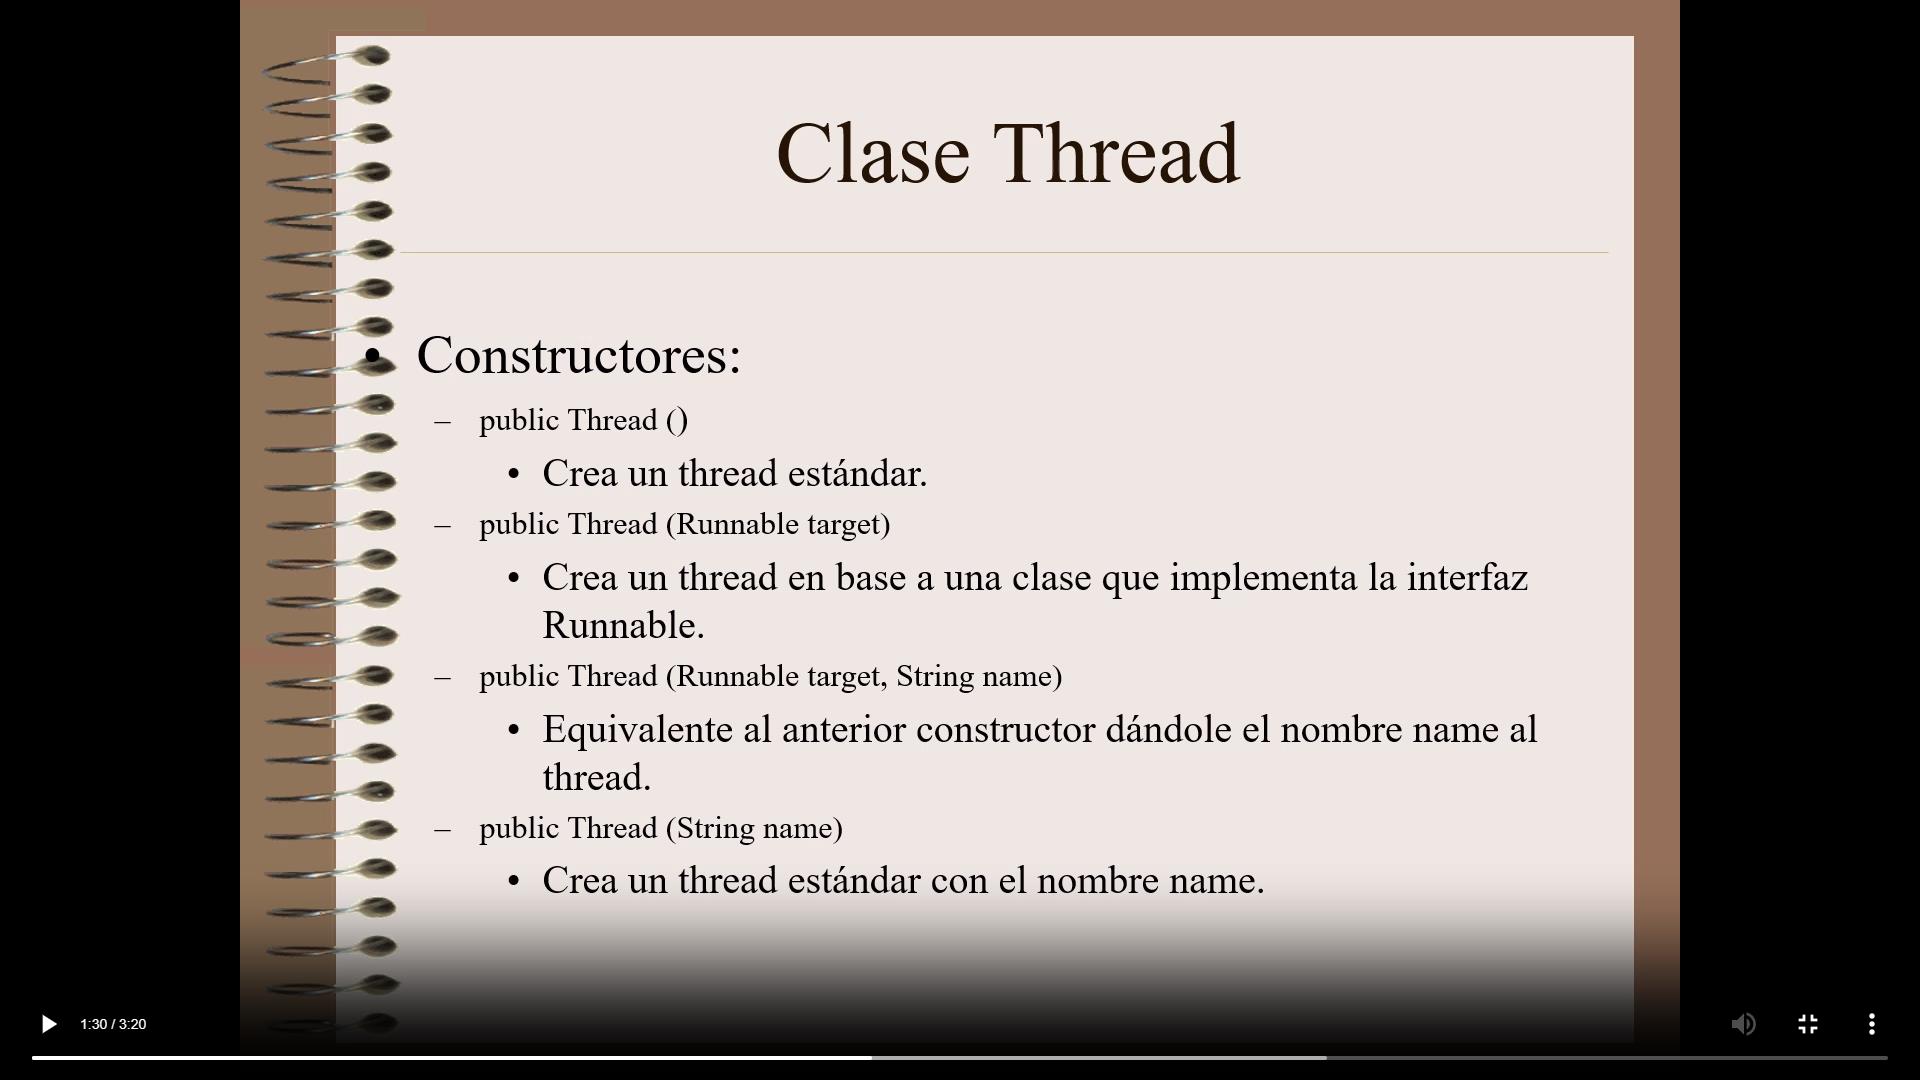 Clase Thread
• Constructores:
– public Thread ()
• Crea un thread estándar.
– public Thread (Runnable target)
• Crea un thread en base a una clase que implementa la interfaz
Runnable.
– public Thread (Runnable target, String name)
• Equivalente al anterior constructor dándole el nombre name al
thread.
– public Thread (String name)
• Crea un thread estándar con el nombre name.
1:30 / 3:20